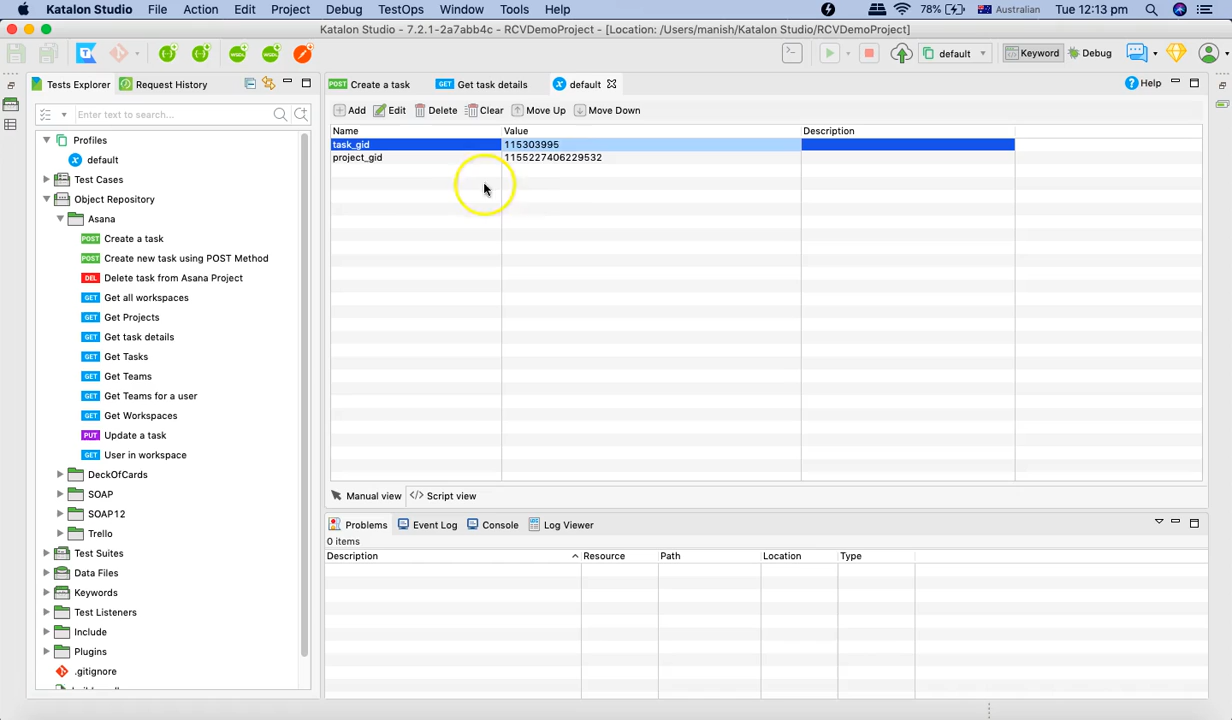 Katalon Studio File Action Edit Project Debug TestOps Window Tools Help 78% Australian Tue 12:13 pm
Katalon Studio - 7.2.1-2a7abb4c - RCVDemoProject - [Location: /Users/manish/Katalon Studio/RCVDemoProject]
default Keyword Debug
Tests Explorer Request History
POST Create a task GET Get task details default Help
Enter text to search...
Add Edit Delete Clear Move Up Move Down
Name Value Description
task_gid 115303995
project_gid 1155227406229532
Profiles
default
Test Cases
Object Repository
Asana
POST Create a task
POST Create new task using POST Method
DEL Delete task from Asana Project
GET Get all workspaces
GET Get Projects
GET Get task details
GET Get Tasks
GET Get Teams
GET Get Teams for a user
GET Get Workspaces
PUT Update a task
GET User in workspace
DeckOfCards
SOAP
SOAP12
Trello
Test Suites
Data Files
Keywords
Test Listeners
Include
Plugins
.gitignore
Manual view </> Script view
Problems Event Log Console Log Viewer
0 items
Description Resource Path Location Type